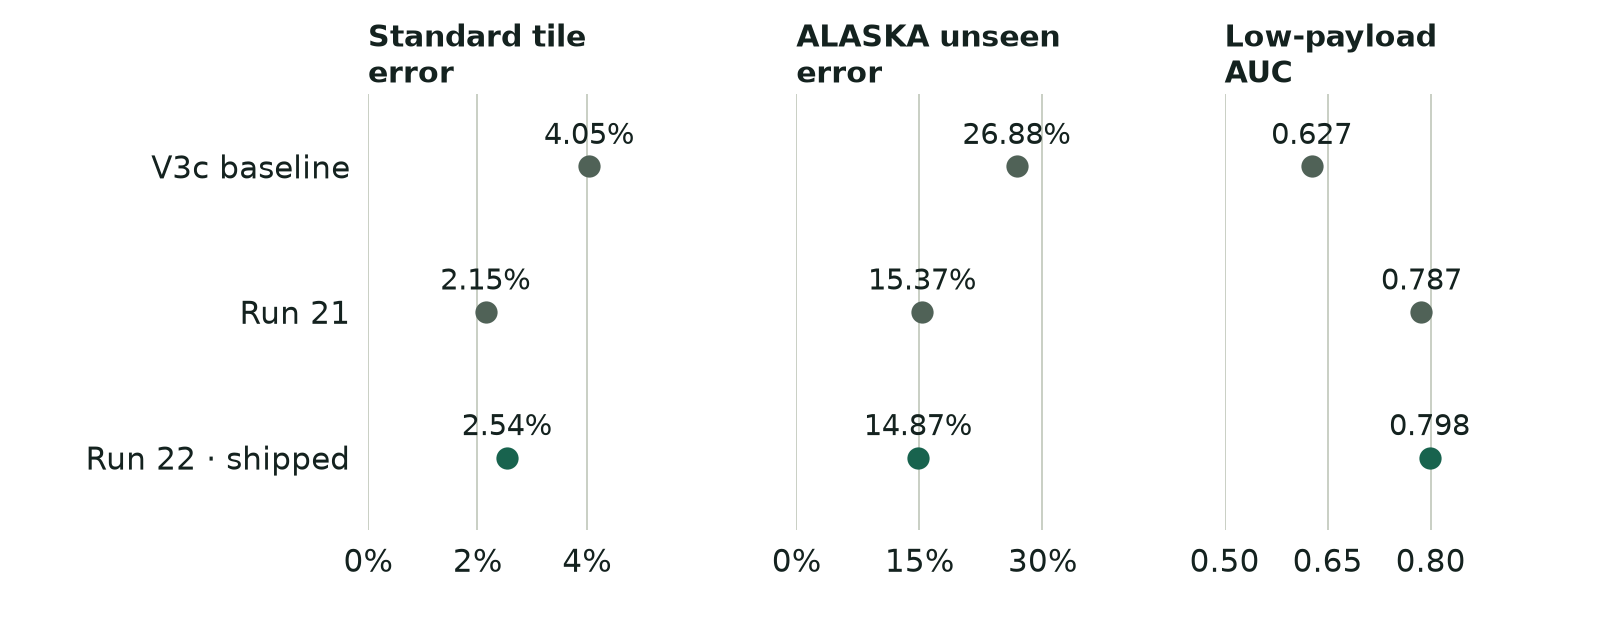 Standard tile
error
ALASKA unseen
error
Low-payload
AUC
4.05%
26.88%
0.627
V3c baseline
2.15%
15.37%
0.787
Run 21
2.54%
14.87%
0.798
Run 22 · shipped
0%
2%
4%
0%
15%
30%
0.50
0.65
0.80